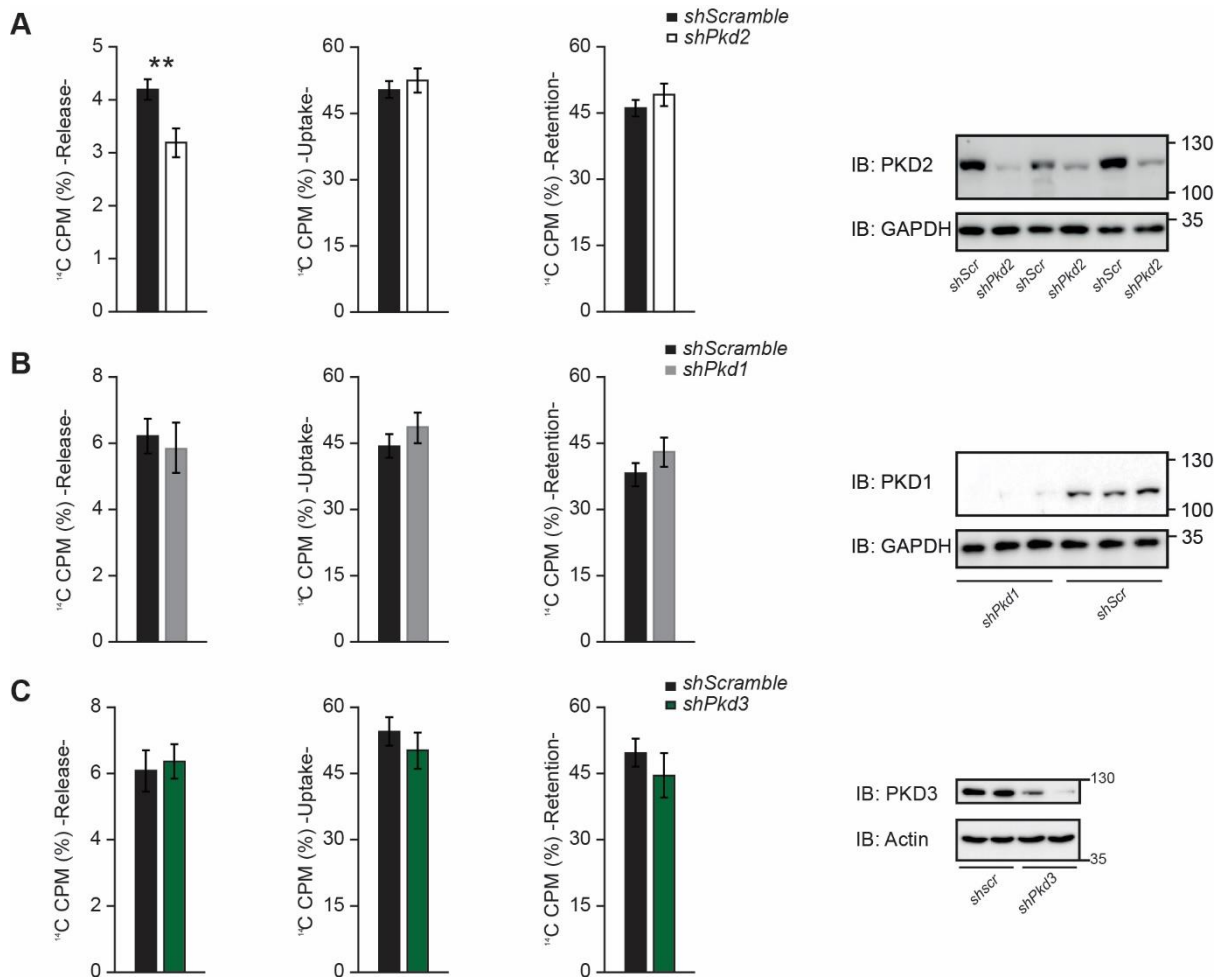 A
shScramble
shPkd2
¹⁴C CPM (%) -Release-
5
4
3
2
1
0
**
¹⁴C CPM (%) -Uptake-
60
45
30
15
0
¹⁴C CPM (%) -Retention-
60
45
30
15
0
IB: PKD2
130
100
IB: GAPDH
35
shScr shPkd2 shScr shPkd2 shScr shPkd2
B
shScramble
shPkd1
¹⁴C CPM (%) -Release-
8
6
4
2
0
¹⁴C CPM (%) -Uptake-
60
45
30
15
0
¹⁴C CPM (%) -Retention-
60
45
30
15
0
IB: PKD1
130
100
IB: GAPDH
35
shPkd1 shScr
C
shScramble
shPkd3
¹⁴C CPM (%) -Release-
8
6
4
2
0
¹⁴C CPM (%) -Uptake-
60
45
30
15
0
¹⁴C CPM (%) -Retention-
60
45
30
15
0
IB: PKD3
130
IB: Actin
35
shscr shPkd3